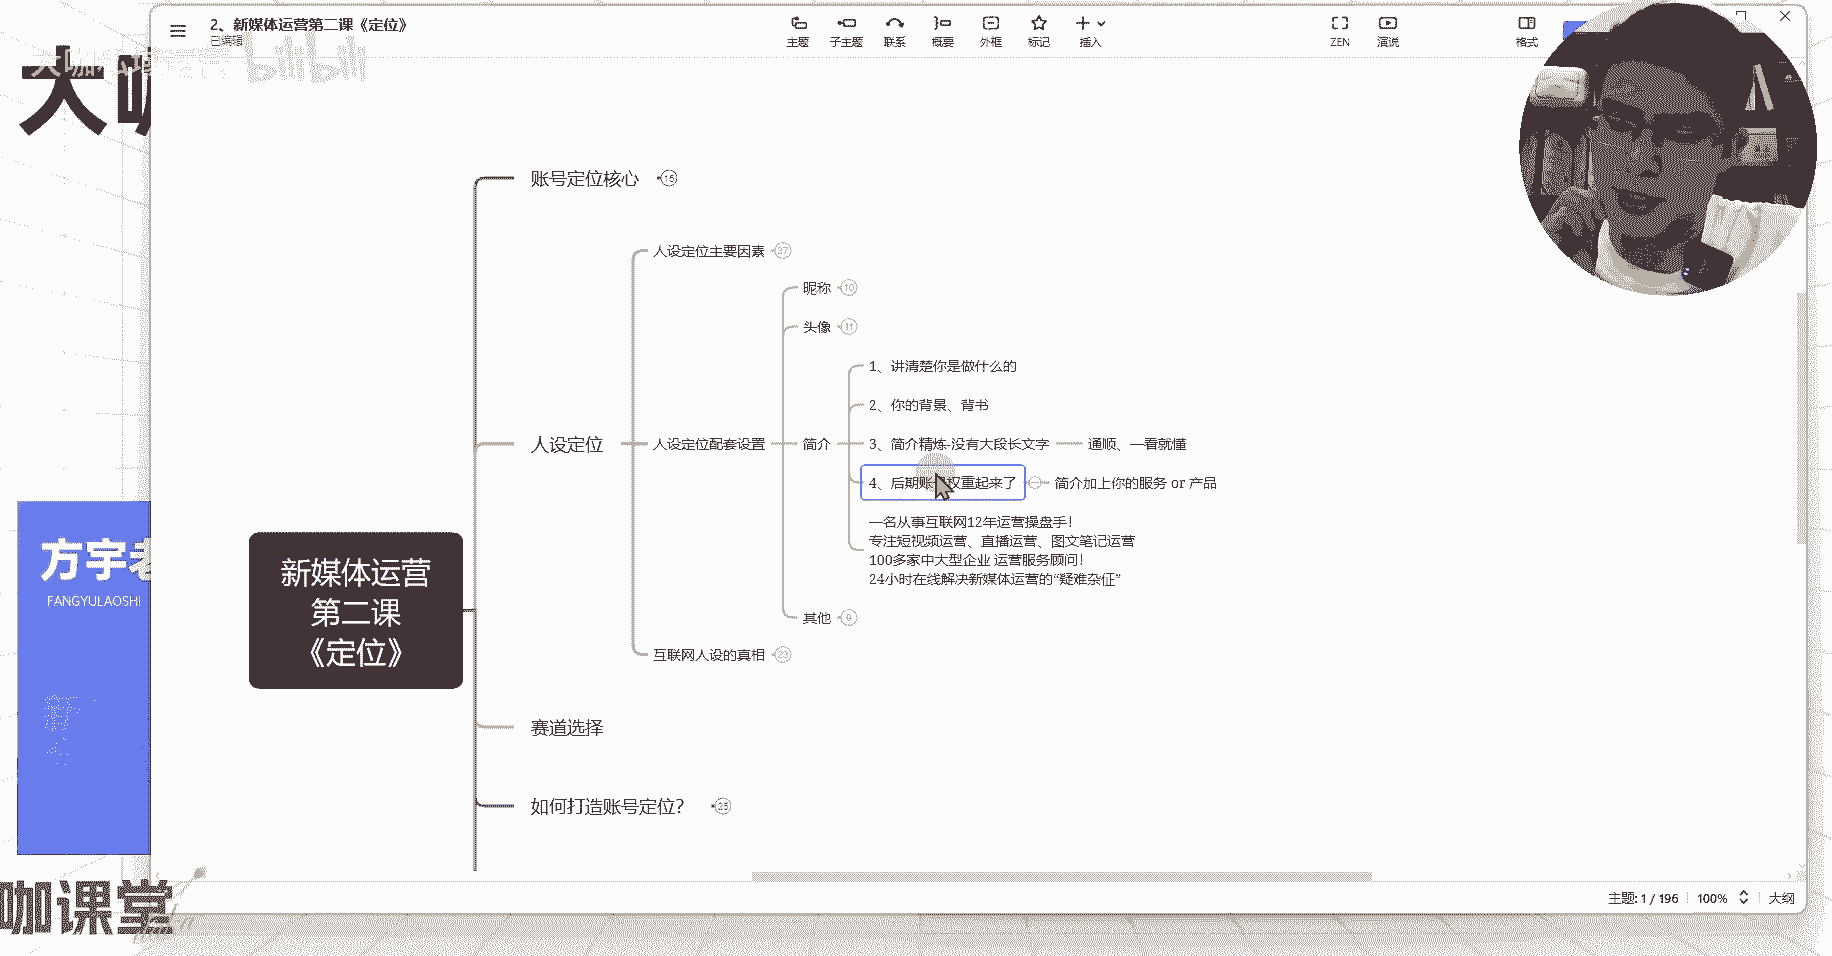 2、新媒体运营第二课《定位》
已编辑
主题
子主题
联系
概要
外框
标记
插入
ZEN
演说
格式
bilibili
大咖
账号定位核心
15
人设定位主要因素
37
昵称
10
头像
11
1、讲清楚你是做什么的
2、你的背景、背书
人设定位
人设定位配套设置
简介
3、简介精炼-没有大段长文字
通顺、一看就懂
4、后期账 权重起来了
简介加上你的服务 or 产品
一名从事互联网12年运营操盘手！
专注短视频运营、直播运营、图文笔记运营
100多家中大型企业 运营服务顾问！
24小时在线解决新媒体运营的“疑难杂征”
其他
9
互联网人设的真相
23
新媒体运营
第二课
《定位》
赛道选择
如何打造账号定位？
25
方宇老
FANGYULAOSHI
咖课堂
主题: 1 / 196
100%
大纲